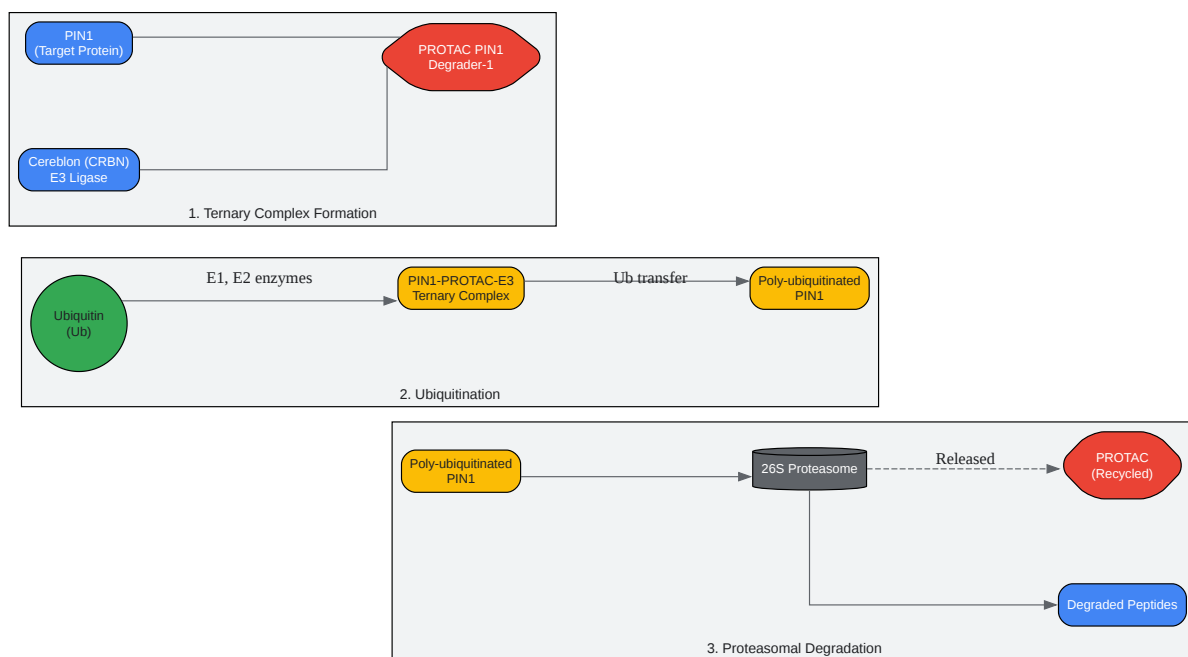 PIN1
(Target Protein)
PROTAC PIN1
Degrader-1
Cereblon (CRBN)
E3 Ligase
1. Ternary Complex Formation
Ubiquitin
(Ub)
E1, E2 enzymes
PIN1-PROTAC-E3
Ternary Complex
Ub transfer
Poly-ubiquitinated
PIN1
2. Ubiquitination
Poly-ubiquitinated
PIN1
26S Proteasome
Released
PROTAC
(Recycled)
Degraded Peptides
3. Proteasomal Degradation